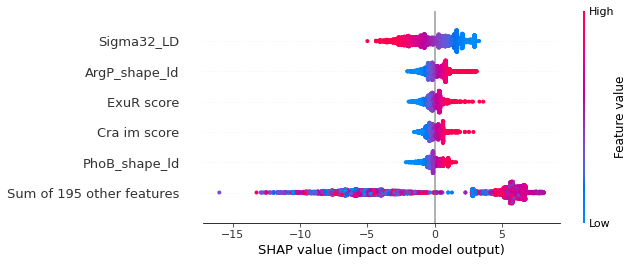 High
Sigma32_LD
ArgP_shape_ld
ExuR score
Cra im score
PhoB_shape_ld
Sum of 195 other features
Feature value
Low
−15 −10 −5 0 5
SHAP value (impact on model output)